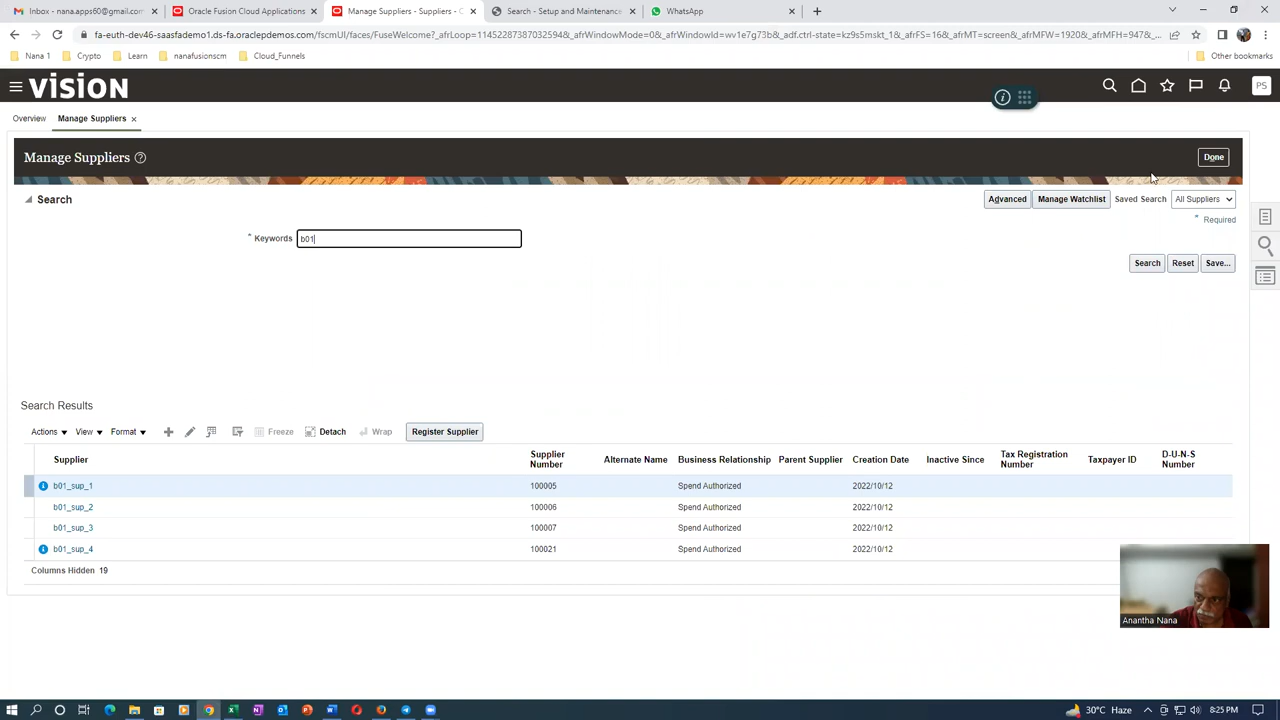 Inbox - nana.apps60@gmail.com
Oracle Fusion Cloud Applications
Manage Suppliers - Suppliers - C
Search - Setup and Maintenance
WhatsApp
fa-euth-dev46-saasfademo1.ds-fa.oraclepdemos.com/fscmUI/faces/FuseWelcome?_afrLoop=114522873871905&_afrWindowMode=0&_afrWindowId=wv1e7g73b&_adf.ctrl-state=kz9s5mxkt_1&_afrFS=16&_afrMT=screen&_afrMFW=1920&_afrMFH=947&_a...
Nana 1 Crypto Learn nanafusionscm Cloud_Funnels Other bookmarks
VISION
PS
Overview Manage Suppliers
Manage Suppliers
Done
Search
Advanced Manage Watchlist Saved Search All Suppliers
* Required
* Keywords b01
Search Reset Save...
Search Results
Actions View Format Freeze Detach Wrap Register Supplier
Supplier Supplier Number Alternate Name Business Relationship Parent Supplier Creation Date Inactive Since Tax Registration Number Taxpayer ID D-U-N-S Number
b01_sup_1 100005 Spend Authorized 2022/10/12
b01_sup_2 100006 Spend Authorized 2022/10/12
b01_sup_3 100007 Spend Authorized 2022/10/12
b01_sup_4 100021 Spend Authorized 2022/10/12
Columns Hidden 19
Anantha Nana
30°C Haze 8:25 PM